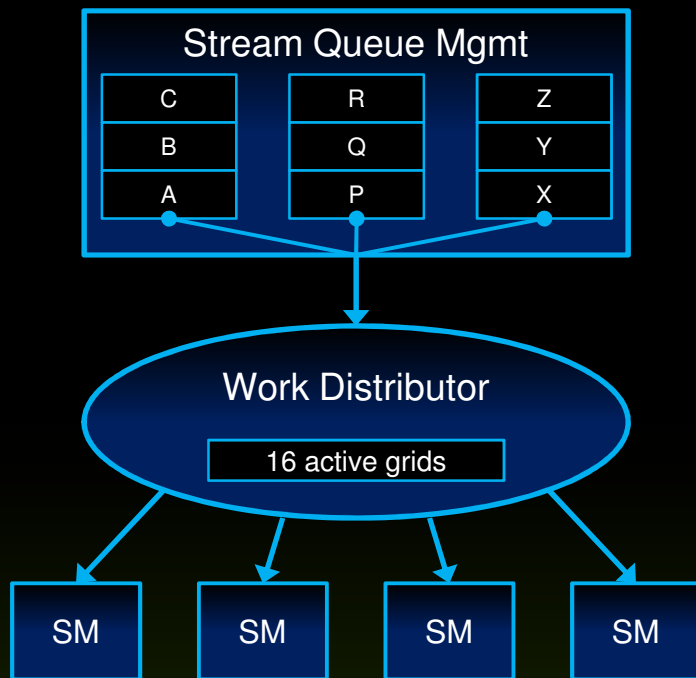 Stream Queue Mgmt
C R Z
B Q Y
A P X
Work Distributor
16 active grids
SM SM SM SM